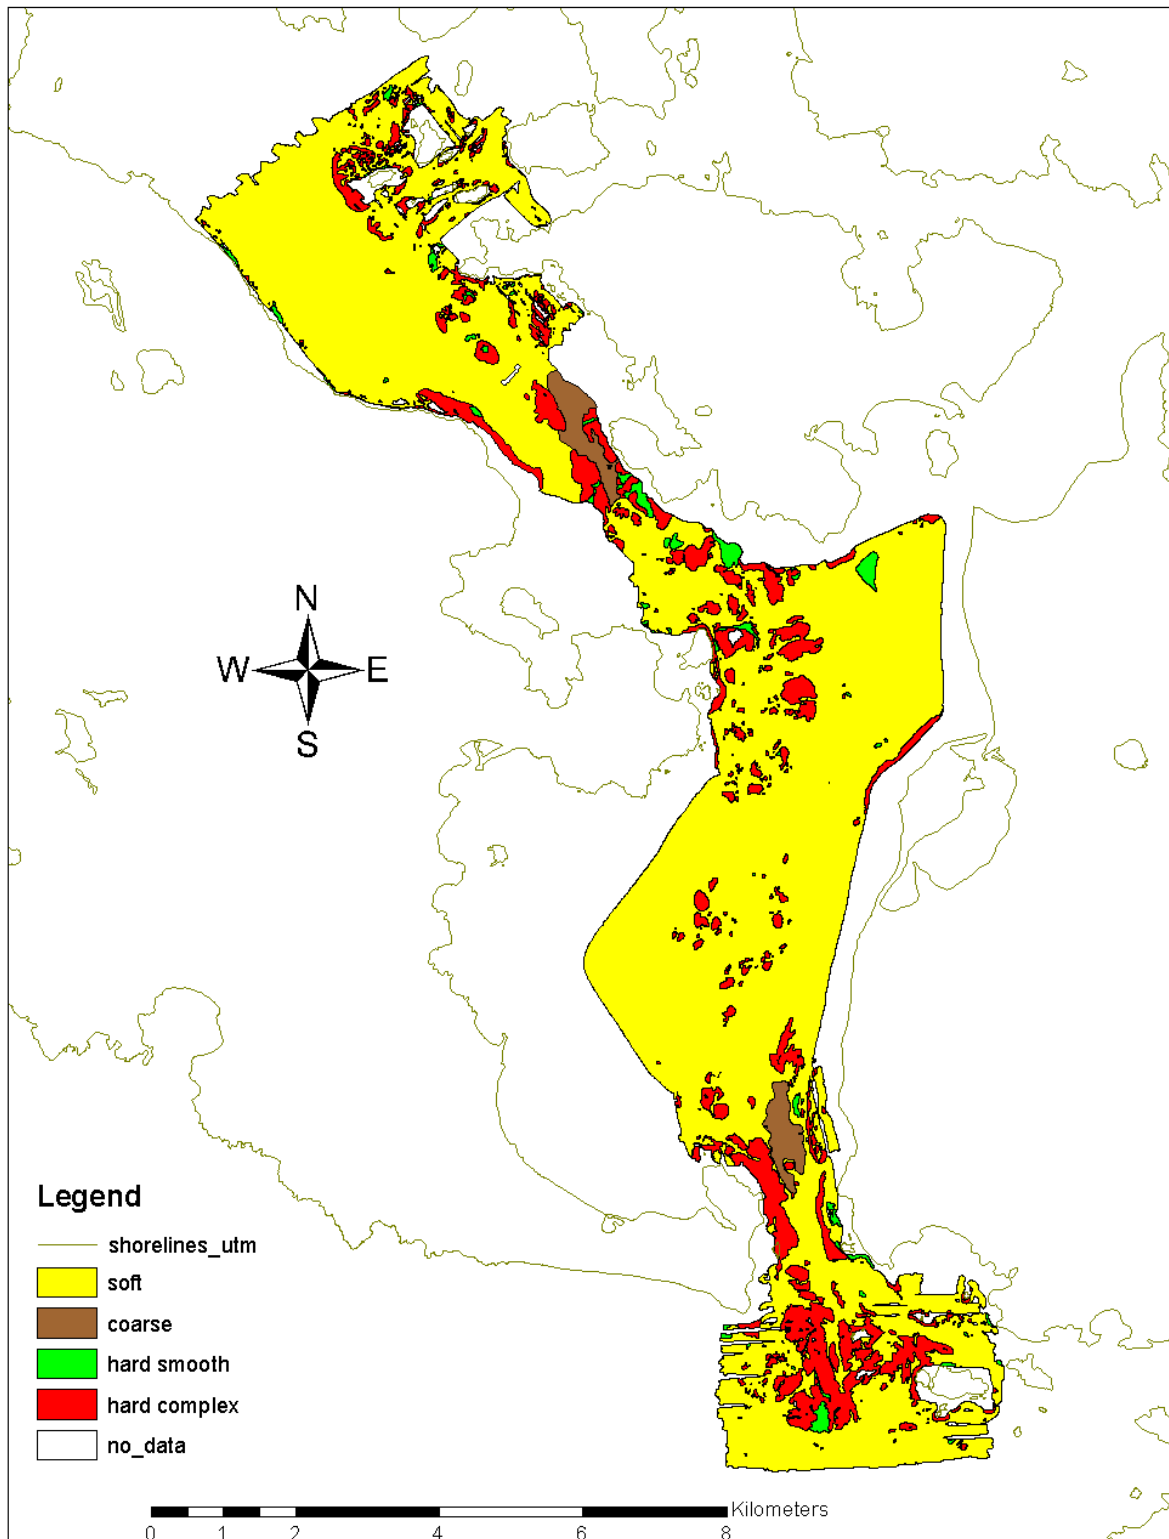 N
W E
S
Legend
shorelines_utm
soft
coarse
hard smooth
hard complex
no_data
Kilometers
0 1 2 4 6 8